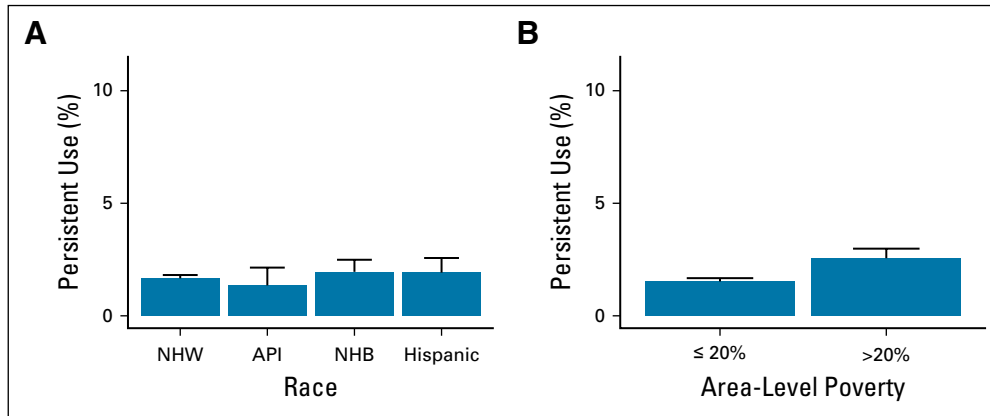 A
Persistent Use (%)
10
5
0
NHW API NHB Hispanic
Race
B
Persistent Use (%)
10
5
0
≤ 20% >20%
Area-Level Poverty